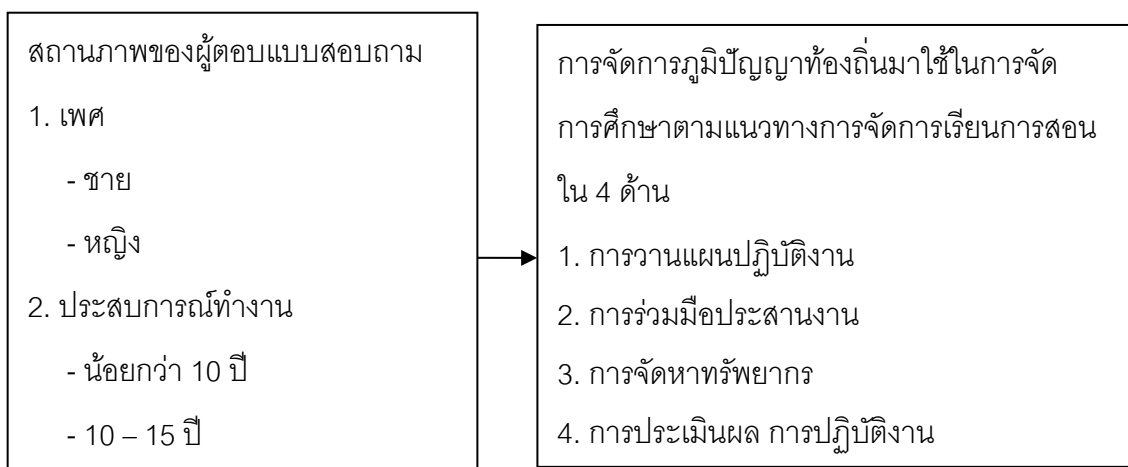 สถานภาพของผู้ตอบแบบสอบถาม
1. เพศ
- ชาย
- หญิง
2. ประสบการณ์ทำงาน
- น้อยกว่า 10 ปี
- 10 – 15 ปี
การจัดการภูมิปัญญาท้องถิ่นมาใช้ในการจัด
การศึกษาตามแนวทางการจัดการเรียนการสอน
ใน 4 ด้าน
1. การวานแผนปฏิบัติงาน
2. การร่วมมือประสานงาน
3. การจัดหาทรัพยากร
4. การประเมินผล การปฏิบัติงาน